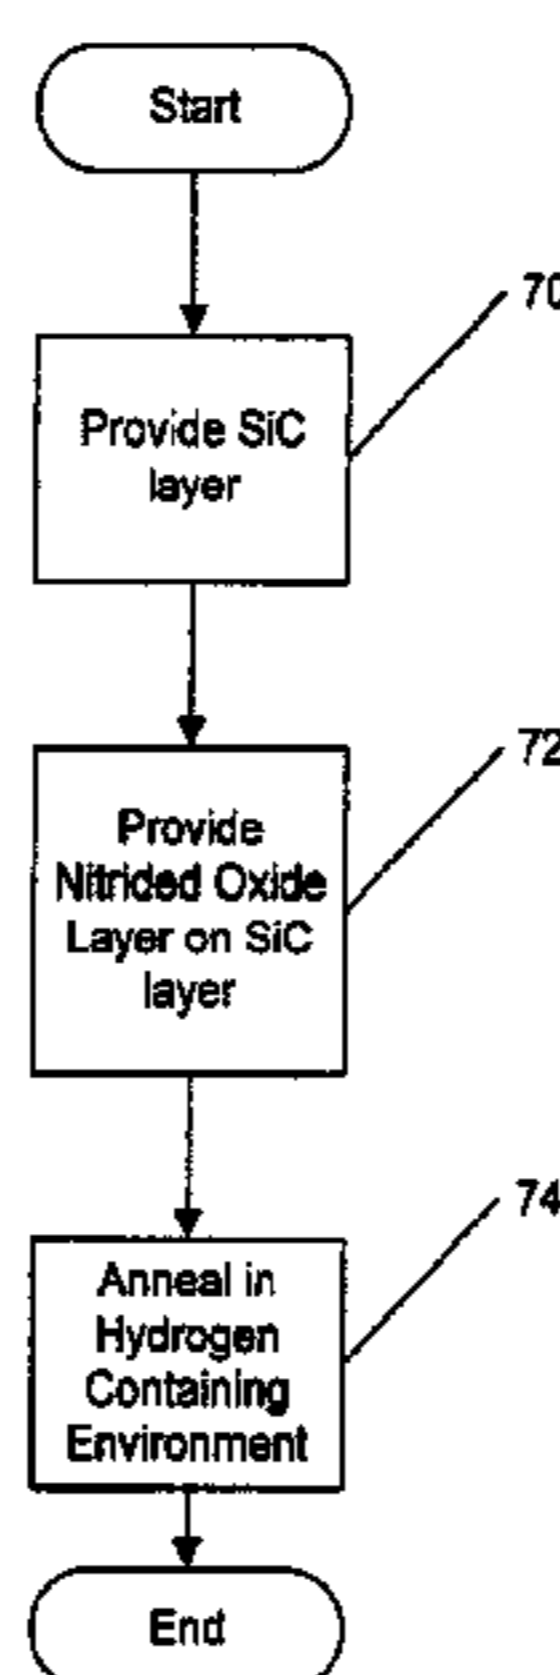 Start
70
Provide SiC
layer
72
Provide
Nitrided Oxide
Layer on SiC
layer
74
Anneal in
Hydrogen
Containing
Environment
End